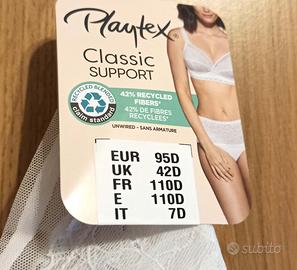 Playtex
Classic
SUPPORT
RECYCLED BLENDED
claim standard
42% RECYCLED
FIBERS*
42% DE FIBRES
RECYCLÉES*
UNWIRED – SANS ARMATURE
EUR 95D
UK 42D
FR 110D
E 110D
IT 7D
subito